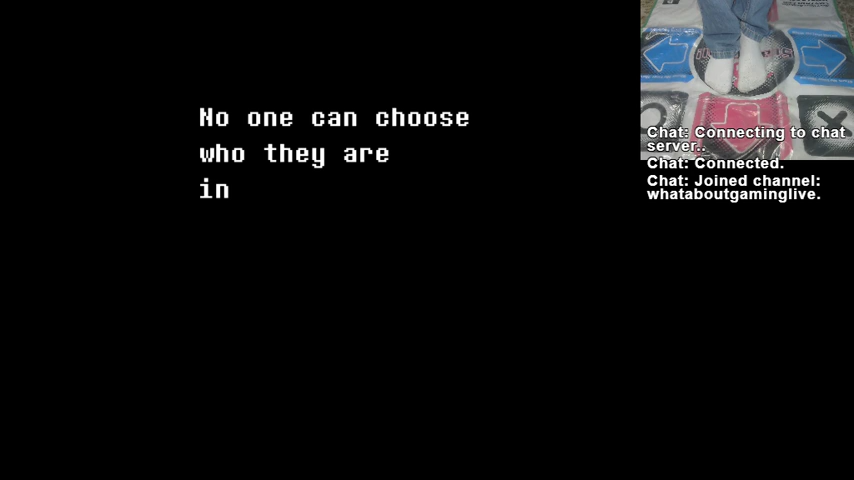 No one can choose
who they are
in
Chat: Connecting to chat
server..
Chat: Connected.
Chat: Joined channel:
whataboutgaminglive.